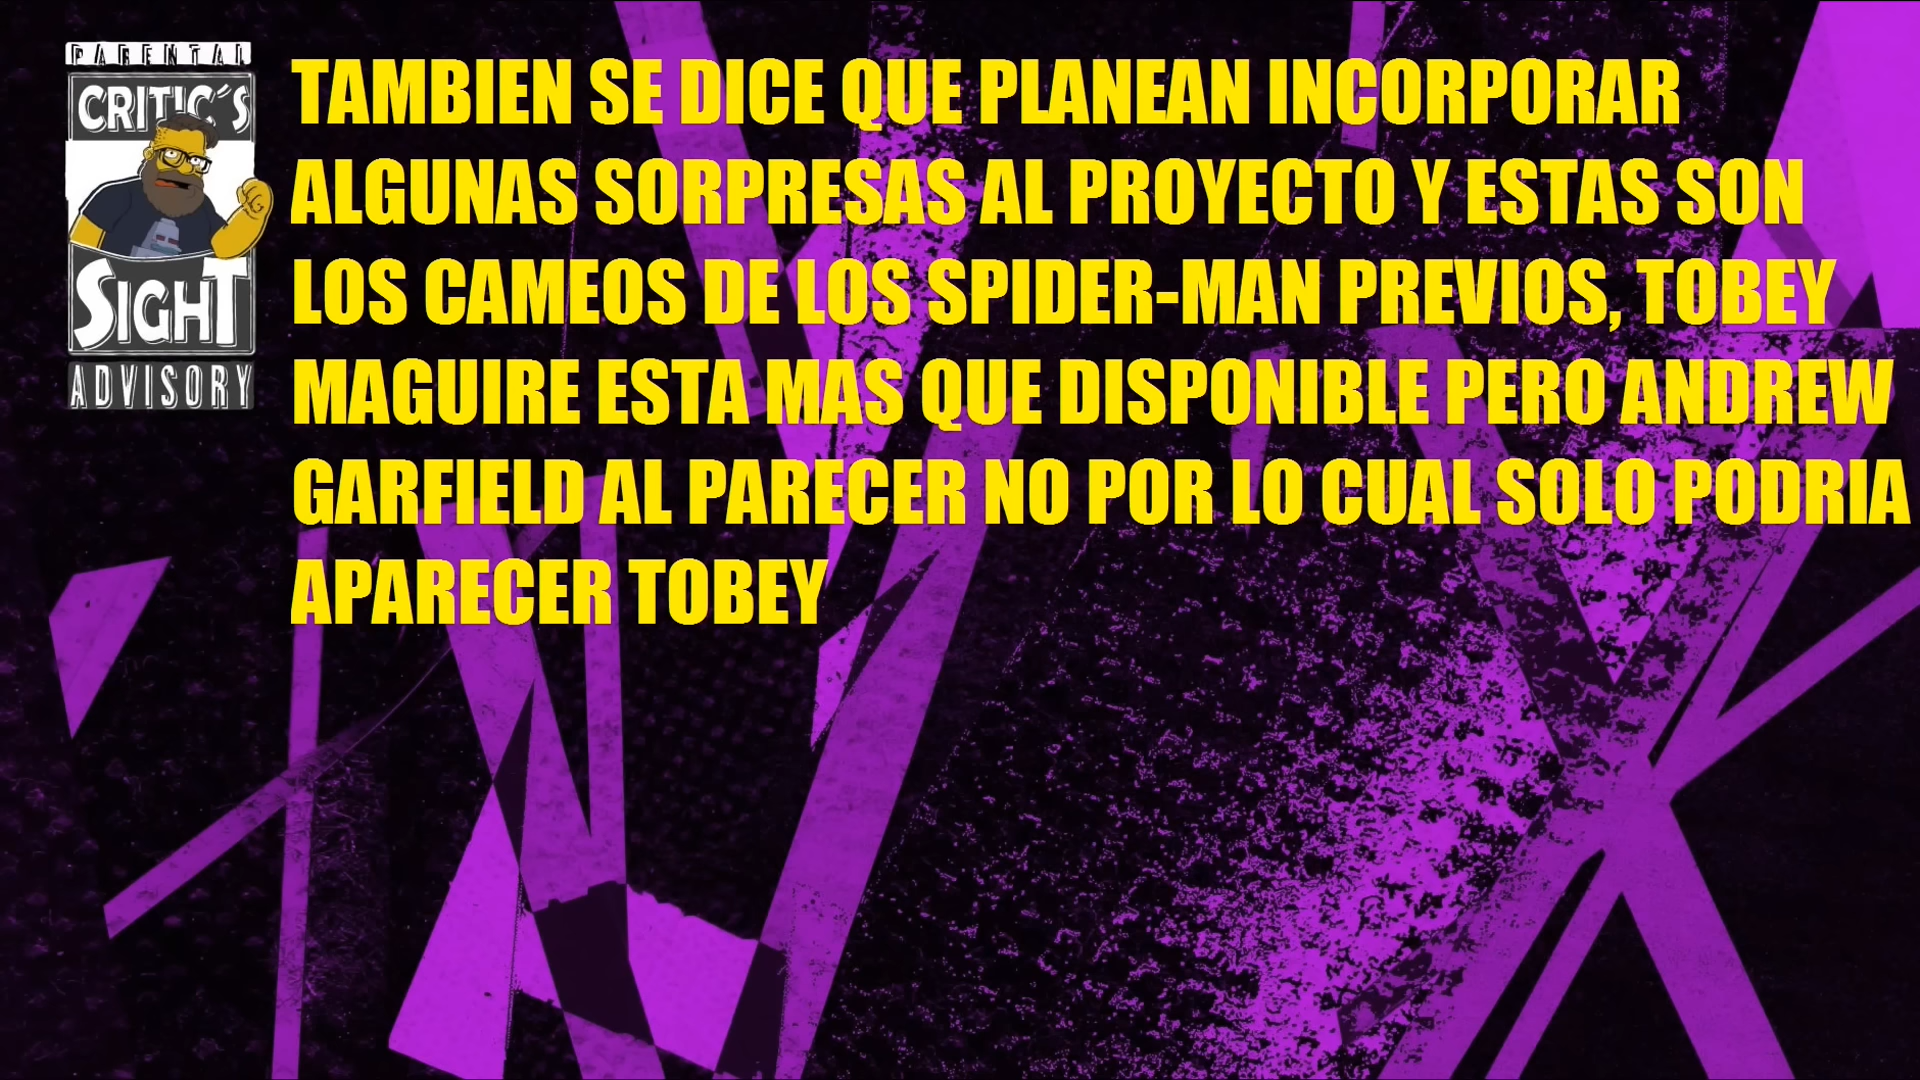 PARENTAL
CRITIC'S
SIGHT
ADVISORY
TAMBIEN SE DICE QUE PLANEAN INCORPORAR
ALGUNAS SORPRESAS AL PROYECTO Y ESTAS SON
LOS CAMEOS DE LOS SPIDER-MAN PREVIOS, TOBEY
MAGUIRE ESTA MAS QUE DISPONIBLE PERO ANDREW
GARFIELD AL PARECER NO POR LO CUAL SOLO PODRIA
APARECER TOBEY